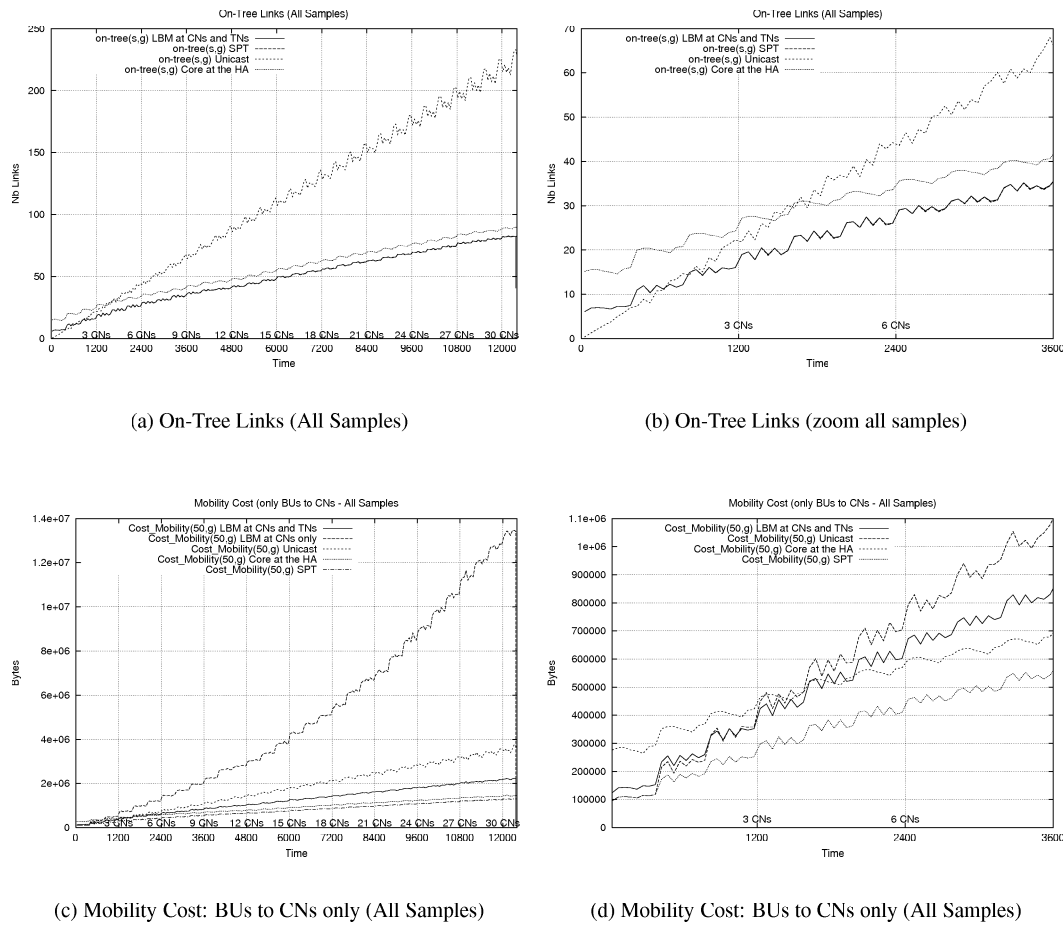 On-Tree Links (All Samples)
on-tree(s,g) LBM at CNs and TNs
on-tree(s,g) SPT
on-tree(s,g) Unicast
on-tree(s,g) Core at the HA
250
200
150
100
50
0
Nb Links
3 CNs 6 CNs 9 CNs 12 CNs 15 CNs 18 CNs 21 CNs 24 CNs 27 CNs 30 CNs
0 1200 2400 3600 4800 6000 7200 8400 9600 10800 12000
Time
(a) On-Tree Links (All Samples)
On-Tree Links (All Samples)
on-tree(s,g) LBM at CNs and TNs
on-tree(s,g) SPT
on-tree(s,g) Unicast
on-tree(s,g) Core at the HA
70
60
50
40
30
20
10
0
Nb Links
3 CNs 6 CNs
0 1200 2400 3600
Time
(b) On-Tree Links (zoom all samples)
Mobility Cost (only BUs to CNs - All Samples
Cost_Mobility(50,g) LBM at CNs and TNs
Cost_Mobility(50,g) LBM at CNs only
Cost_Mobility(50,g) Unicast
Cost_Mobility(50,g) Core at the HA
Cost_Mobility(50,g) SPT
1.4e+07
1.2e+07
1e+07
8e+06
6e+06
4e+06
2e+06
0
Bytes
3 CNs 6 CNs 9 CNs 12 CNs 15 CNs 18 CNs 21 CNs 24 CNs 27 CNs 30 CNs
0 1200 2400 3600 4800 6000 7200 8400 9600 10800 12000
Time
(c) Mobility Cost: BUs to CNs only (All Samples)
Mobility Cost (only BUs to CNs - All Samples)
Cost_Mobility(50,g) LBM at CNs and TNs
Cost_Mobility(50,g) Unicast
Cost_Mobility(50,g) Core at the HA
Cost_Mobility(50,g) SPT
1.1e+06
1e+06
900000
800000
700000
600000
500000
400000
300000
200000
100000
0
Bytes
3 CNs 6 CNs
1200 2400 3600
Time
(d) Mobility Cost: BUs to CNs only (All Samples)